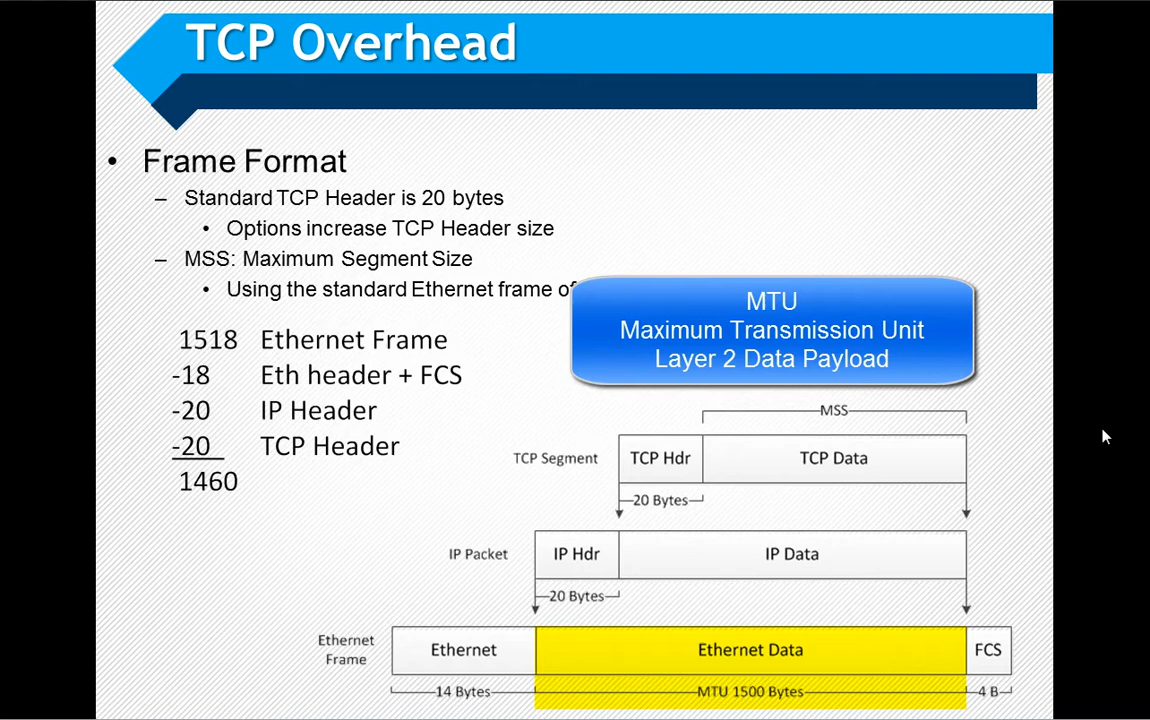 TCP Overhead
• Frame Format
– Standard TCP Header is 20 bytes
• Options increase TCP Header size
– MSS: Maximum Segment Size
• Using the standard Ethernet frame of
MTU
Maximum Transmission Unit
Layer 2 Data Payload
1518 Ethernet Frame
-18 Eth header + FCS
-20 IP Header
-20 TCP Header
1460
MSS
TCP Segment TCP Hdr TCP Data
20 Bytes
IP Packet IP Hdr IP Data
20 Bytes
Ethernet
Frame
Ethernet Ethernet Data FCS
14 Bytes MTU 1500 Bytes 4 B